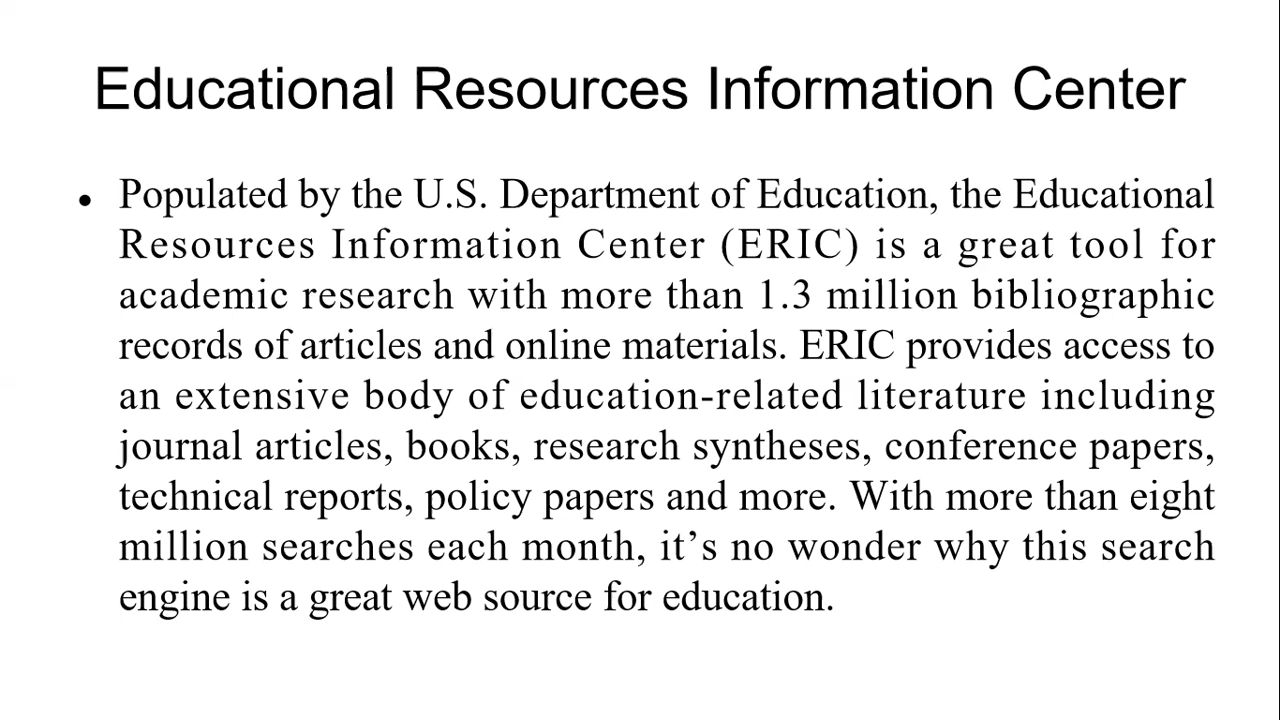 Educational Resources Information Center
• Populated by the U.S. Department of Education, the Educational
Resources Information Center (ERIC) is a great tool for
academic research with more than 1.3 million bibliographic
records of articles and online materials. ERIC provides access to
an extensive body of education-related literature including
journal articles, books, research syntheses, conference papers,
technical reports, policy papers and more. With more than eight
million searches each month, it’s no wonder why this search
engine is a great web source for education.